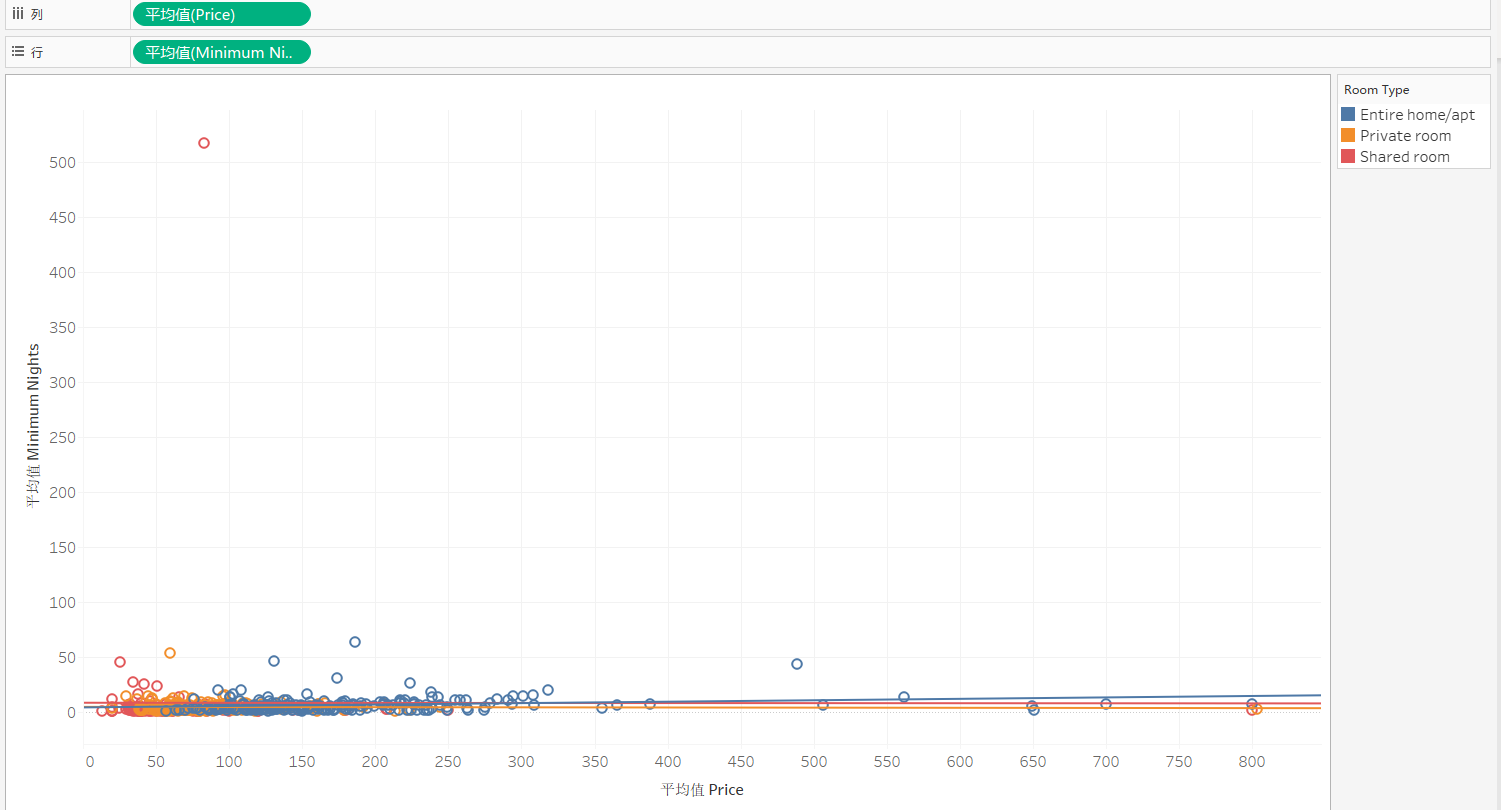 列
平均值(Price)
行
平均值(Minimum Ni..
Room Type
Entire home/apt
Private room
Shared room
500
450
400
350
300
250
200
150
100
50
0
平均值 Minimum Nights
0 50 100 150 200 250 300 350 400 450 500 550 600 650 700 750 800
平均值 Price